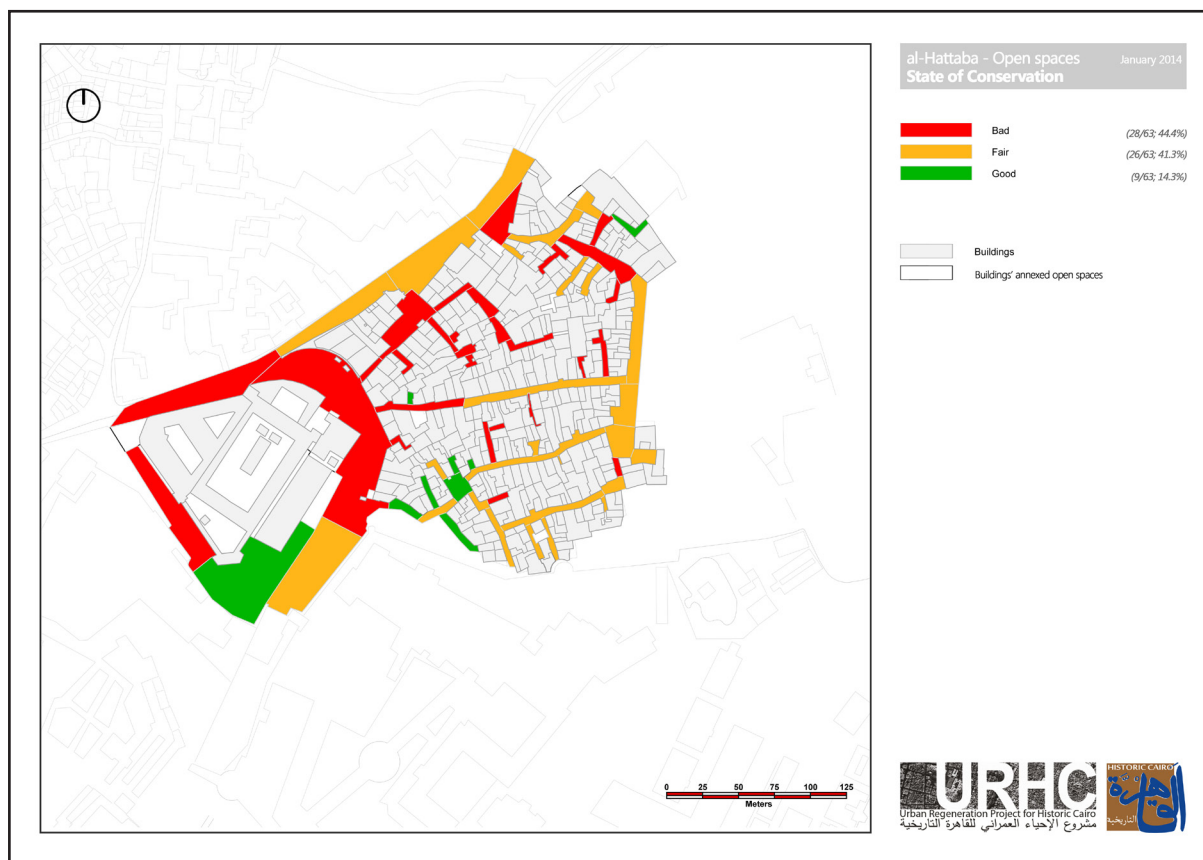 al-Hattaba - Open spaces January 2014
State of Conservation
Bad (28/63; 44.4%)
Fair (26/63; 41.3%)
Good (9/63; 14.3%)
Buildings
Buildings' annexed open spaces
0 25 50 75 100 125
Meters
URHC
Urban Regeneration Project for Historic Cairo
مشروع الإحياء العمراني للقاهرة التاريخية
HISTORIC CAIRO
القاهرة
التاريخية